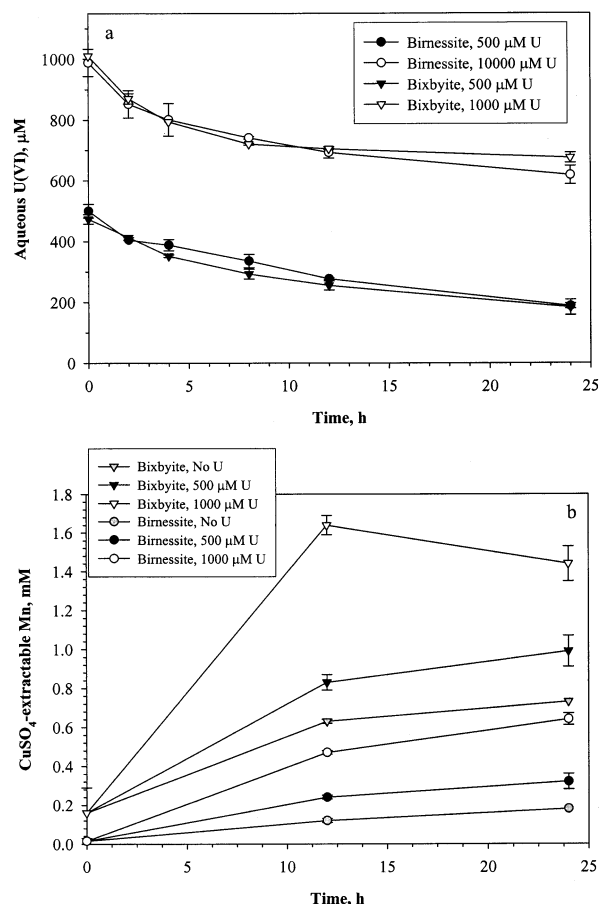 a
Birnessite, 500 μM U
Birnessite, 10000 μM U
Bixbyite, 500 μM U
Bixbyite, 1000 μM U
1000
800
600
400
200
0
Aqueous U(VI), μM
0 5 10 15 20 25
Time, h
Bixbyite, No U
Bixbyite, 500 μM U
Bixbyite, 1000 μM U
Birnessite, No U
Birnessite, 500 μM U
Birnessite, 1000 μM U
b
1.8
1.6
1.4
1.2
1.0
0.8
0.6
0.4
0.2
0.0
CuSO₄-extractable Mn, mM
0 5 10 15 20 25
Time, h